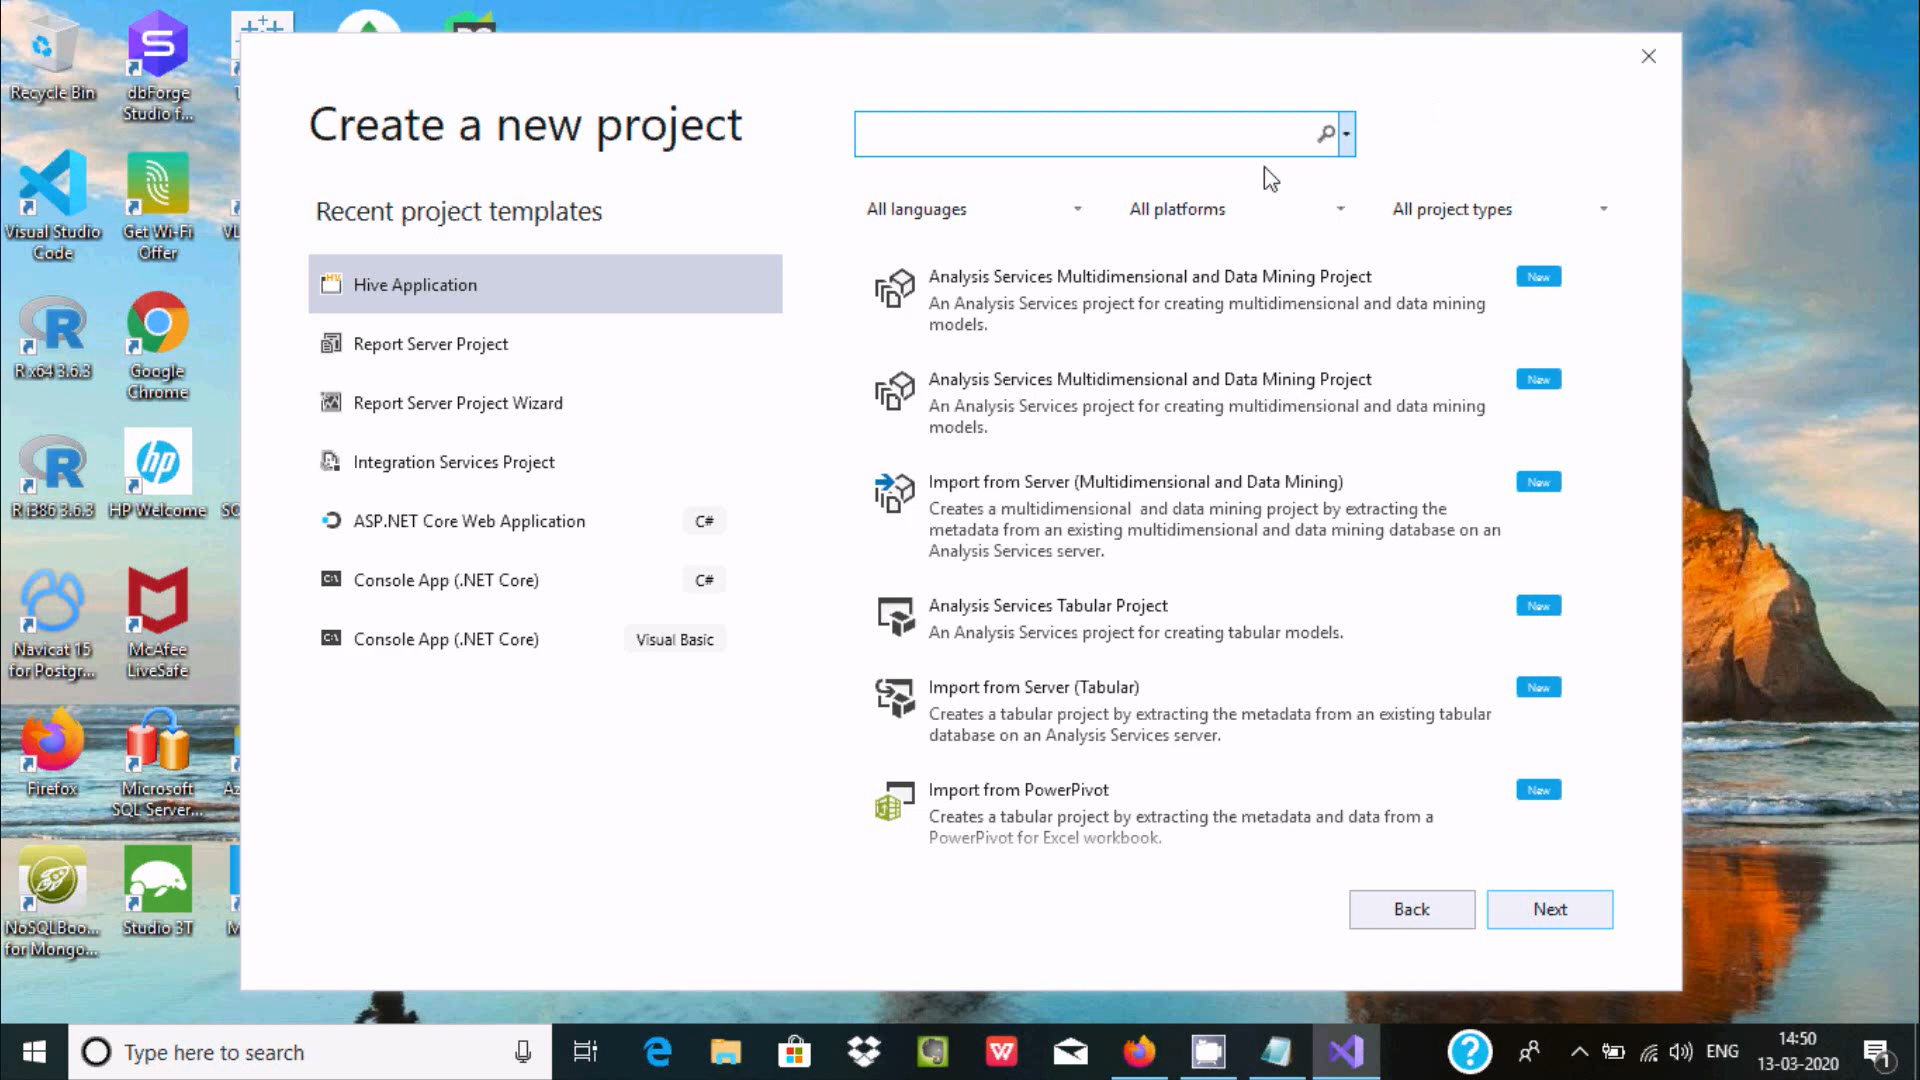 Recycle Bin
dbForge
Studio f...
Visual Studio
Code
Get Wi-Fi
Offer
VL
R x64 3.6.3
Google
Chrome
R i386 3.6.3
HP Welcome
SQ
Navicat 15
for Postgr...
McAfee
LiveSafe
Firefox
Microsoft
SQL Server...
Az
NoSQLBoo...
for Mongo...
Studio 3T
M
Create a new project
Recent project templates
Hive Application
Report Server Project
Report Server Project Wizard
Integration Services Project
ASP.NET Core Web Application C#
Console App (.NET Core) C#
Console App (.NET Core) Visual Basic
All languages All platforms All project types
Analysis Services Multidimensional and Data Mining Project New
An Analysis Services project for creating multidimensional and data mining
models.
Analysis Services Multidimensional and Data Mining Project New
An Analysis Services project for creating multidimensional and data mining
models.
Import from Server (Multidimensional and Data Mining) New
Creates a multidimensional and data mining project by extracting the
metadata from an existing multidimensional and data mining database on an
Analysis Services server.
Analysis Services Tabular Project New
An Analysis Services project for creating tabular models.
Import from Server (Tabular) New
Creates a tabular project by extracting the metadata from an existing tabular
database on an Analysis Services server.
Import from PowerPivot New
Creates a tabular project by extracting the metadata and data from a
PowerPivot for Excel workbook.
Back Next
Type here to search
ENG
14:50
13-03-2020
1